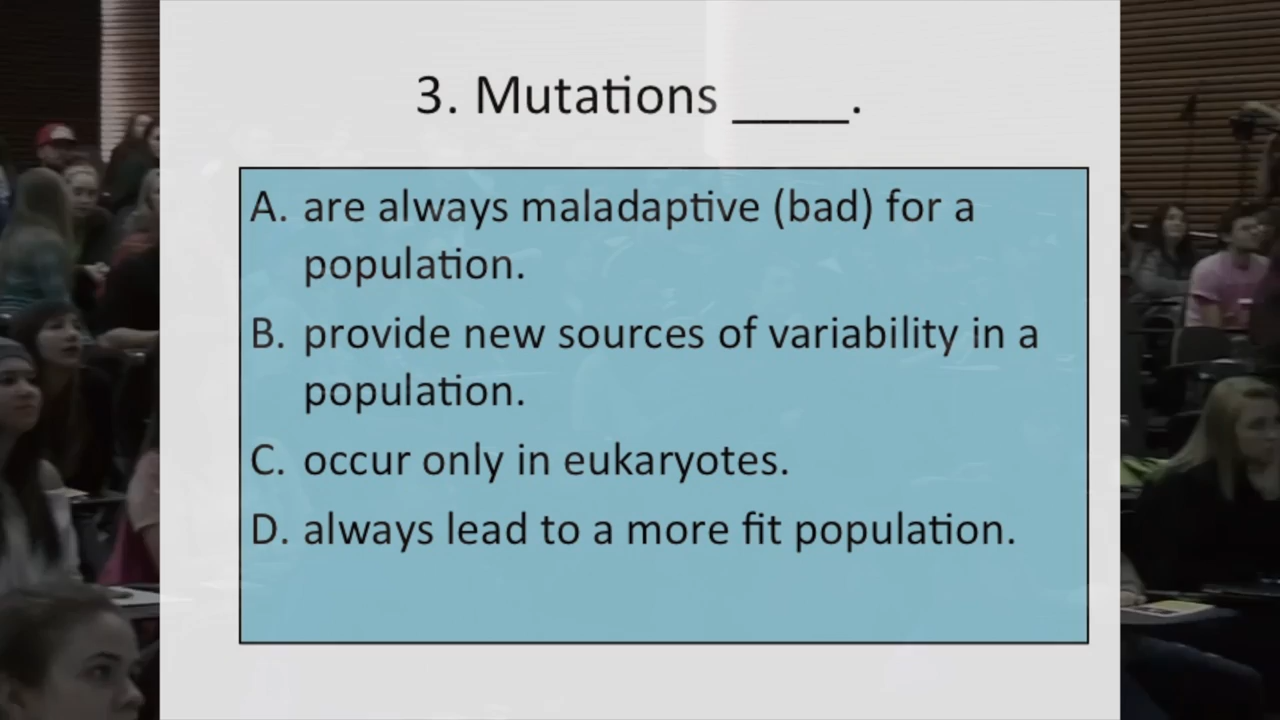 3. Mutations ____.
A. are always maladaptive (bad) for a
population.
B. provide new sources of variability in a
population.
C. occur only in eukaryotes.
D. always lead to a more fit population.